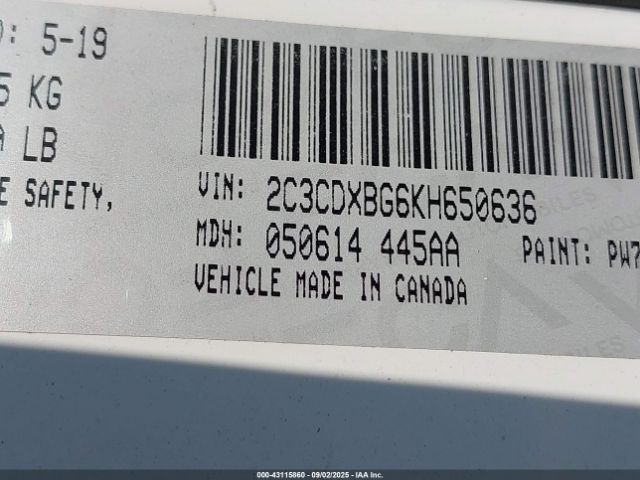 ): 5-19
5 KG
LB
E SAFETY,
VIN: 2C3CDXBG6KH650636
MDH: 050614 445AA PAINT: PW7
VEHICLE MADE IN CANADA
000-43115860 - 09/02/2025 - IAA Inc.